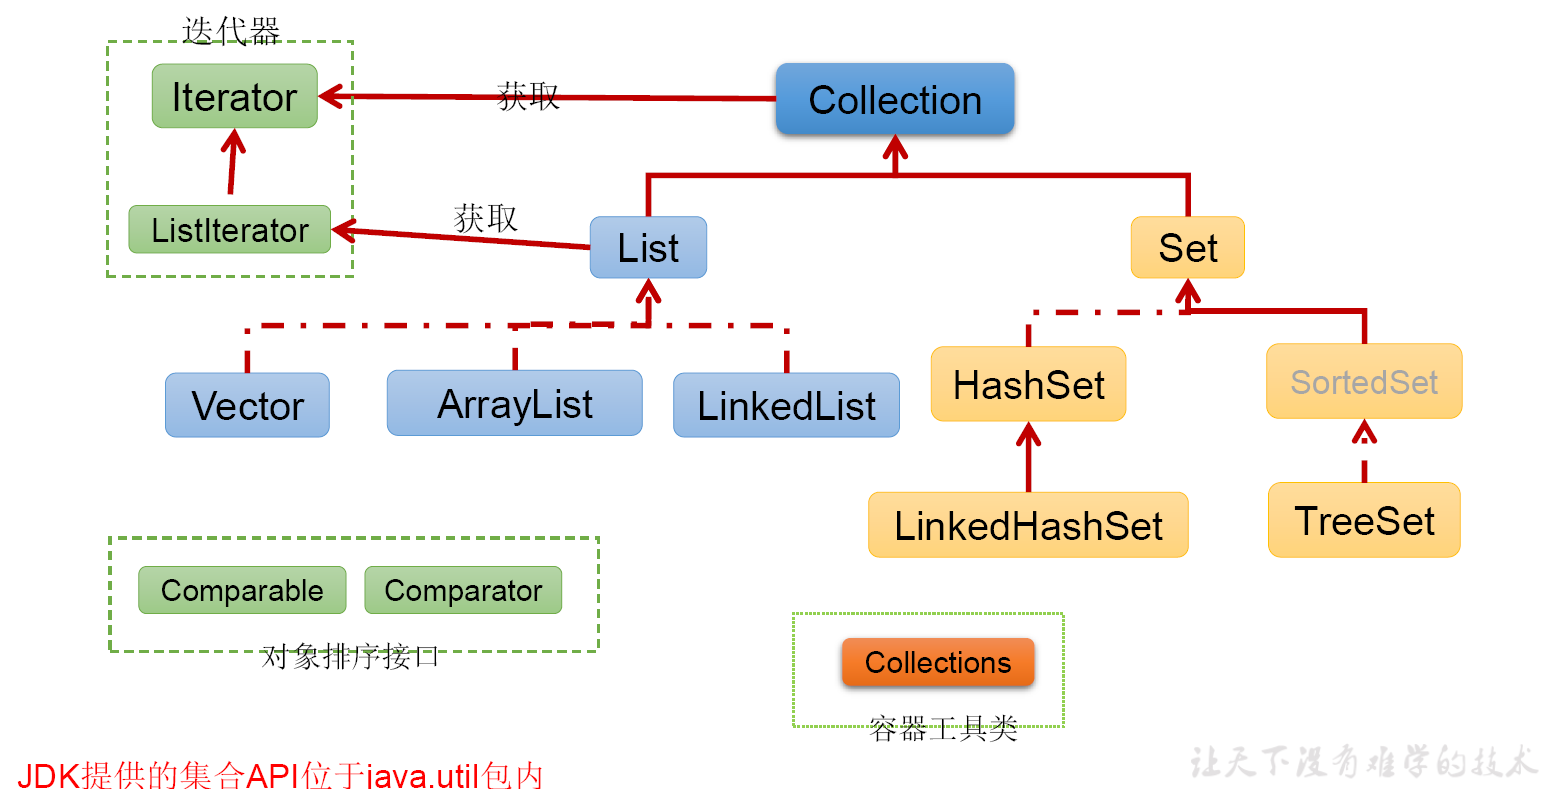 迭代器
Iterator
获取
Collection
ListIterator
获取
List
Set
Vector
ArrayList
LinkedList
HashSet
SortedSet
LinkedHashSet
TreeSet
Comparable
Comparator
对象排序接口
Collections
容器工具类
JDK提供的集合API位于java.util包内
让天下没有难学的技术